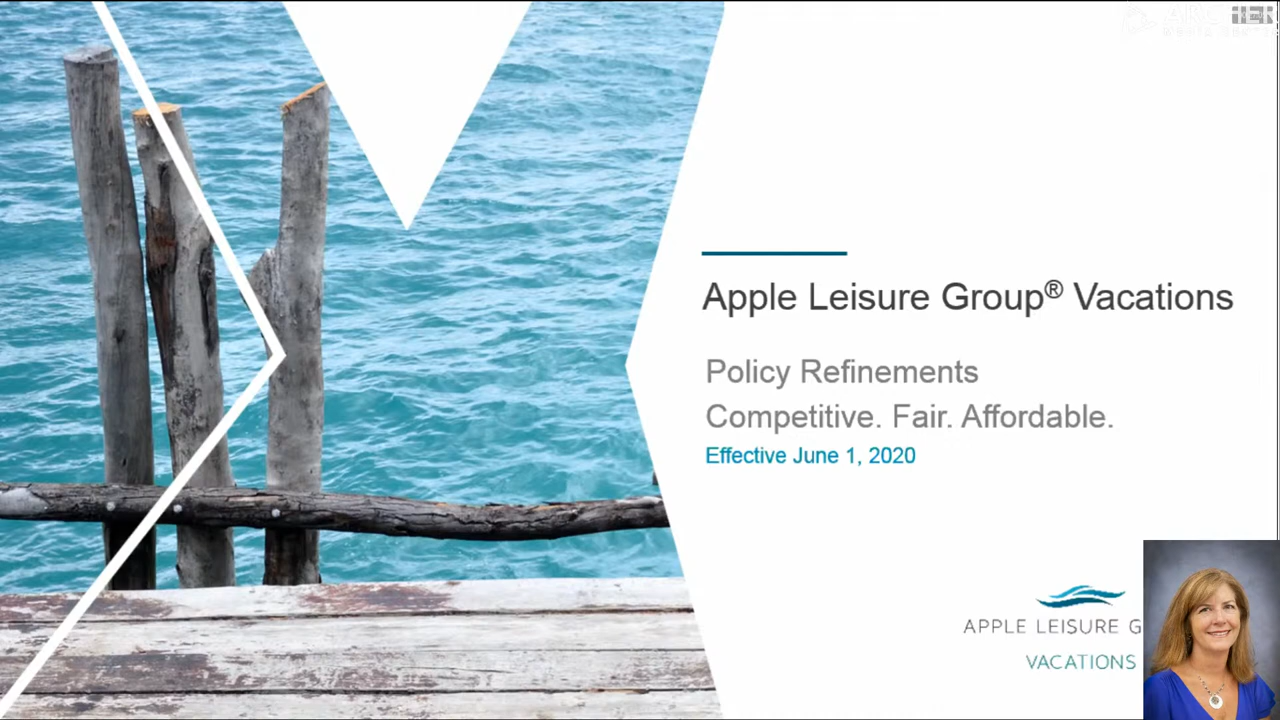 Apple Leisure Group® Vacations
Policy Refinements
Competitive. Fair. Affordable.
Effective June 1, 2020
APPLE LEISURE G
VACATIONS